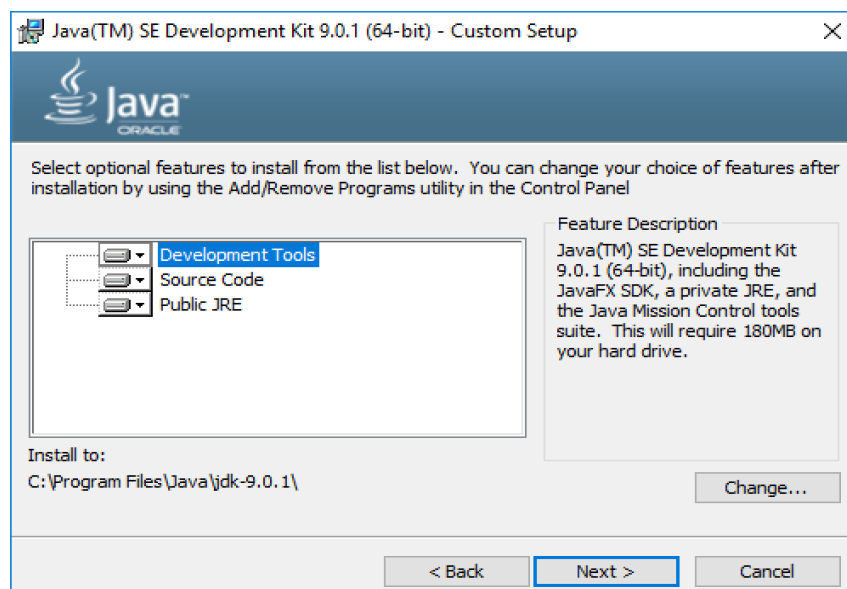 Java(TM) SE Development Kit 9.0.1 (64-bit) - Custom Setup
Java™
ORACLE
Select optional features to install from the list below.  You can change your choice of features after
installation by using the Add/Remove Programs utility in the Control Panel
Development Tools
Source Code
Public JRE
Feature Description
Java(TM) SE Development Kit
9.0.1 (64-bit), including the
JavaFX SDK, a private JRE, and
the Java Mission Control tools
suite.  This will require 180MB on
your hard drive.
Install to:
C:\Program Files\Java\jdk-9.0.1\
Change...
< Back
Next >
Cancel